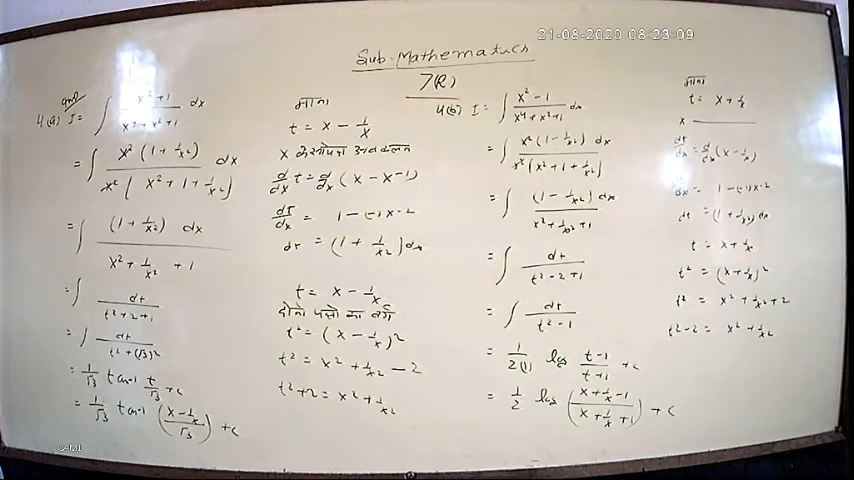 21-08-2020 08:23:09
Sub-Mathematics
7(R)
Ans
4(a) I = ∫ x²+1 / x⁴+x²+1 dx
= ∫ x²(1+1/x²) dx / x²(x²+1+1/x²)
= ∫ (1+1/x²) dx / x²+1/x²+1
= ∫ dt / t²+2+1
= ∫ dt / t²+(√3)²
= 1/√3 tan-1 t/√3 + c
= 1/√3 tan-1 (x-1/x / √3) + c
माना
t = x - 1/x
x के सापेक्ष अवकलन
d/dx t = d/dx (x - x⁻¹)
dt/dx = 1-(-1)x-2
dt = (1+1/x²)dx
t = x - 1/x
दोनो पक्षो का वर्ग
t² = (x-1/x)²
t² = x²+1/x²-2
t²+2 = x²+1/x²
4(b) I = ∫ x²-1 / x⁴+x²+1 dx
= ∫ x²(1-1/x²) dx / x²(x²+1+1/x²)
= ∫ (1-1/x²) dx / x²+1/x²+1
= ∫ dt / t²-2+1
= ∫ dt / t²-1
= 1/2(1) log t-1/t+1 + c
= 1/2 log (x+1/x-1 / x+1/x+1) + c
माना
t = x+1/x
x
dt/dx = d/dx (x-1/x)
dx = 1-(-1)x-2
dt = (1+1/x²)dx
t = x+1/x
t² = (x+1/x)²
t² = x²+1/x²+2
t²-2 = x²+1/x²
CAM1